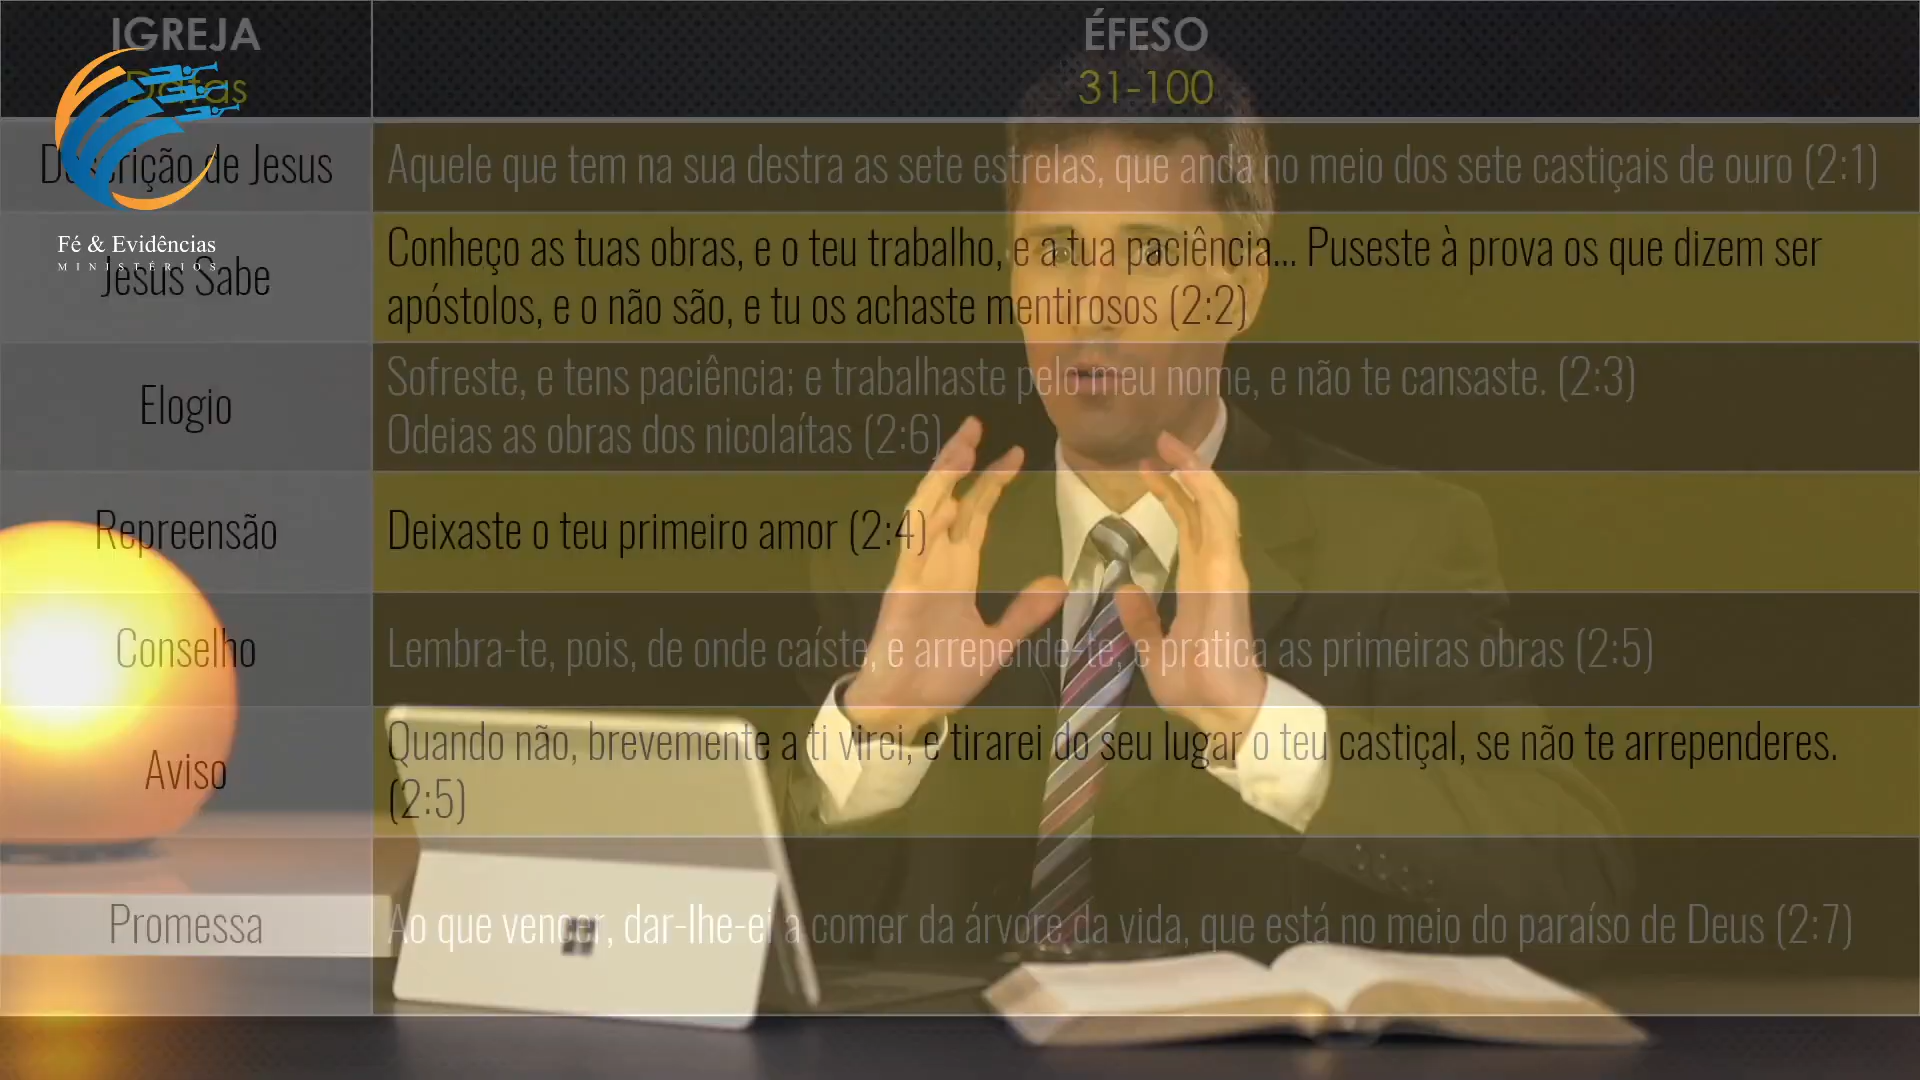 IGREJA
Datas
ÉFESO
31-100
Fé & Evidências
MINISTÉRIOS
Descrição de Jesus
Aquele que tem na sua destra as sete estrelas, que anda no meio dos sete castiçais de ouro (2:1)
Jesus Sabe
Conheço as tuas obras, e o teu trabalho, e a tua paciência... Puseste à prova os que dizem ser
apóstolos, e o não são, e tu os achaste mentirosos (2:2)
Elogio
Sofreste, e tens paciência; e trabalhaste pelo meu nome, e não te cansaste. (2:3)
Odeias as obras dos nicolaítas (2:6)
Repreensão
Deixaste o teu primeiro amor (2:4)
Conselho
Lembra-te, pois, de onde caíste, e arrepende-te, e pratica as primeiras obras (2:5)
Aviso
Quando não, brevemente a ti virei, e tirarei do seu lugar o teu castiçal, se não te arrependeres.
(2:5)
Promessa
Ao que vencer, dar-lhe-ei a comer da árvore da vida, que está no meio do paraíso de Deus (2:7)